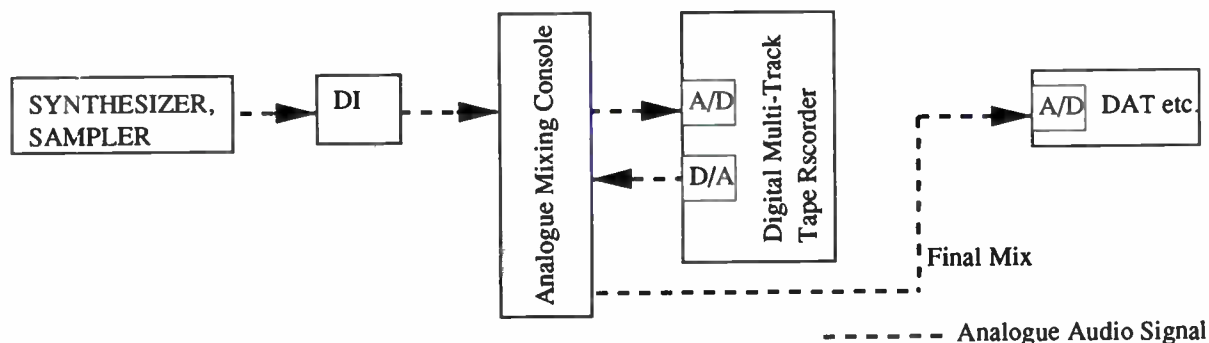 SYNTHESIZER,
SAMPLER
DI
Analogue Mixing Console
A/D
D/A
Digital Multi-Track
Tape Rscorder
A/D
DAT etc.
Final Mix
Analogue Audio Signal